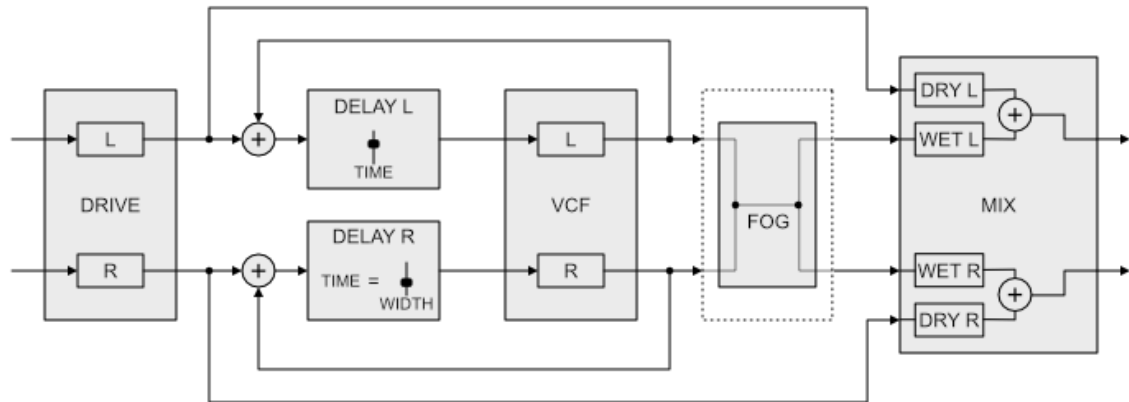 DRIVE
L
R
+
+
DELAY L
TIME
DELAY R
TIME =
WIDTH
VCF
L
R
FOG
MIX
DRY L
WET L
+
WET R
DRY R
+